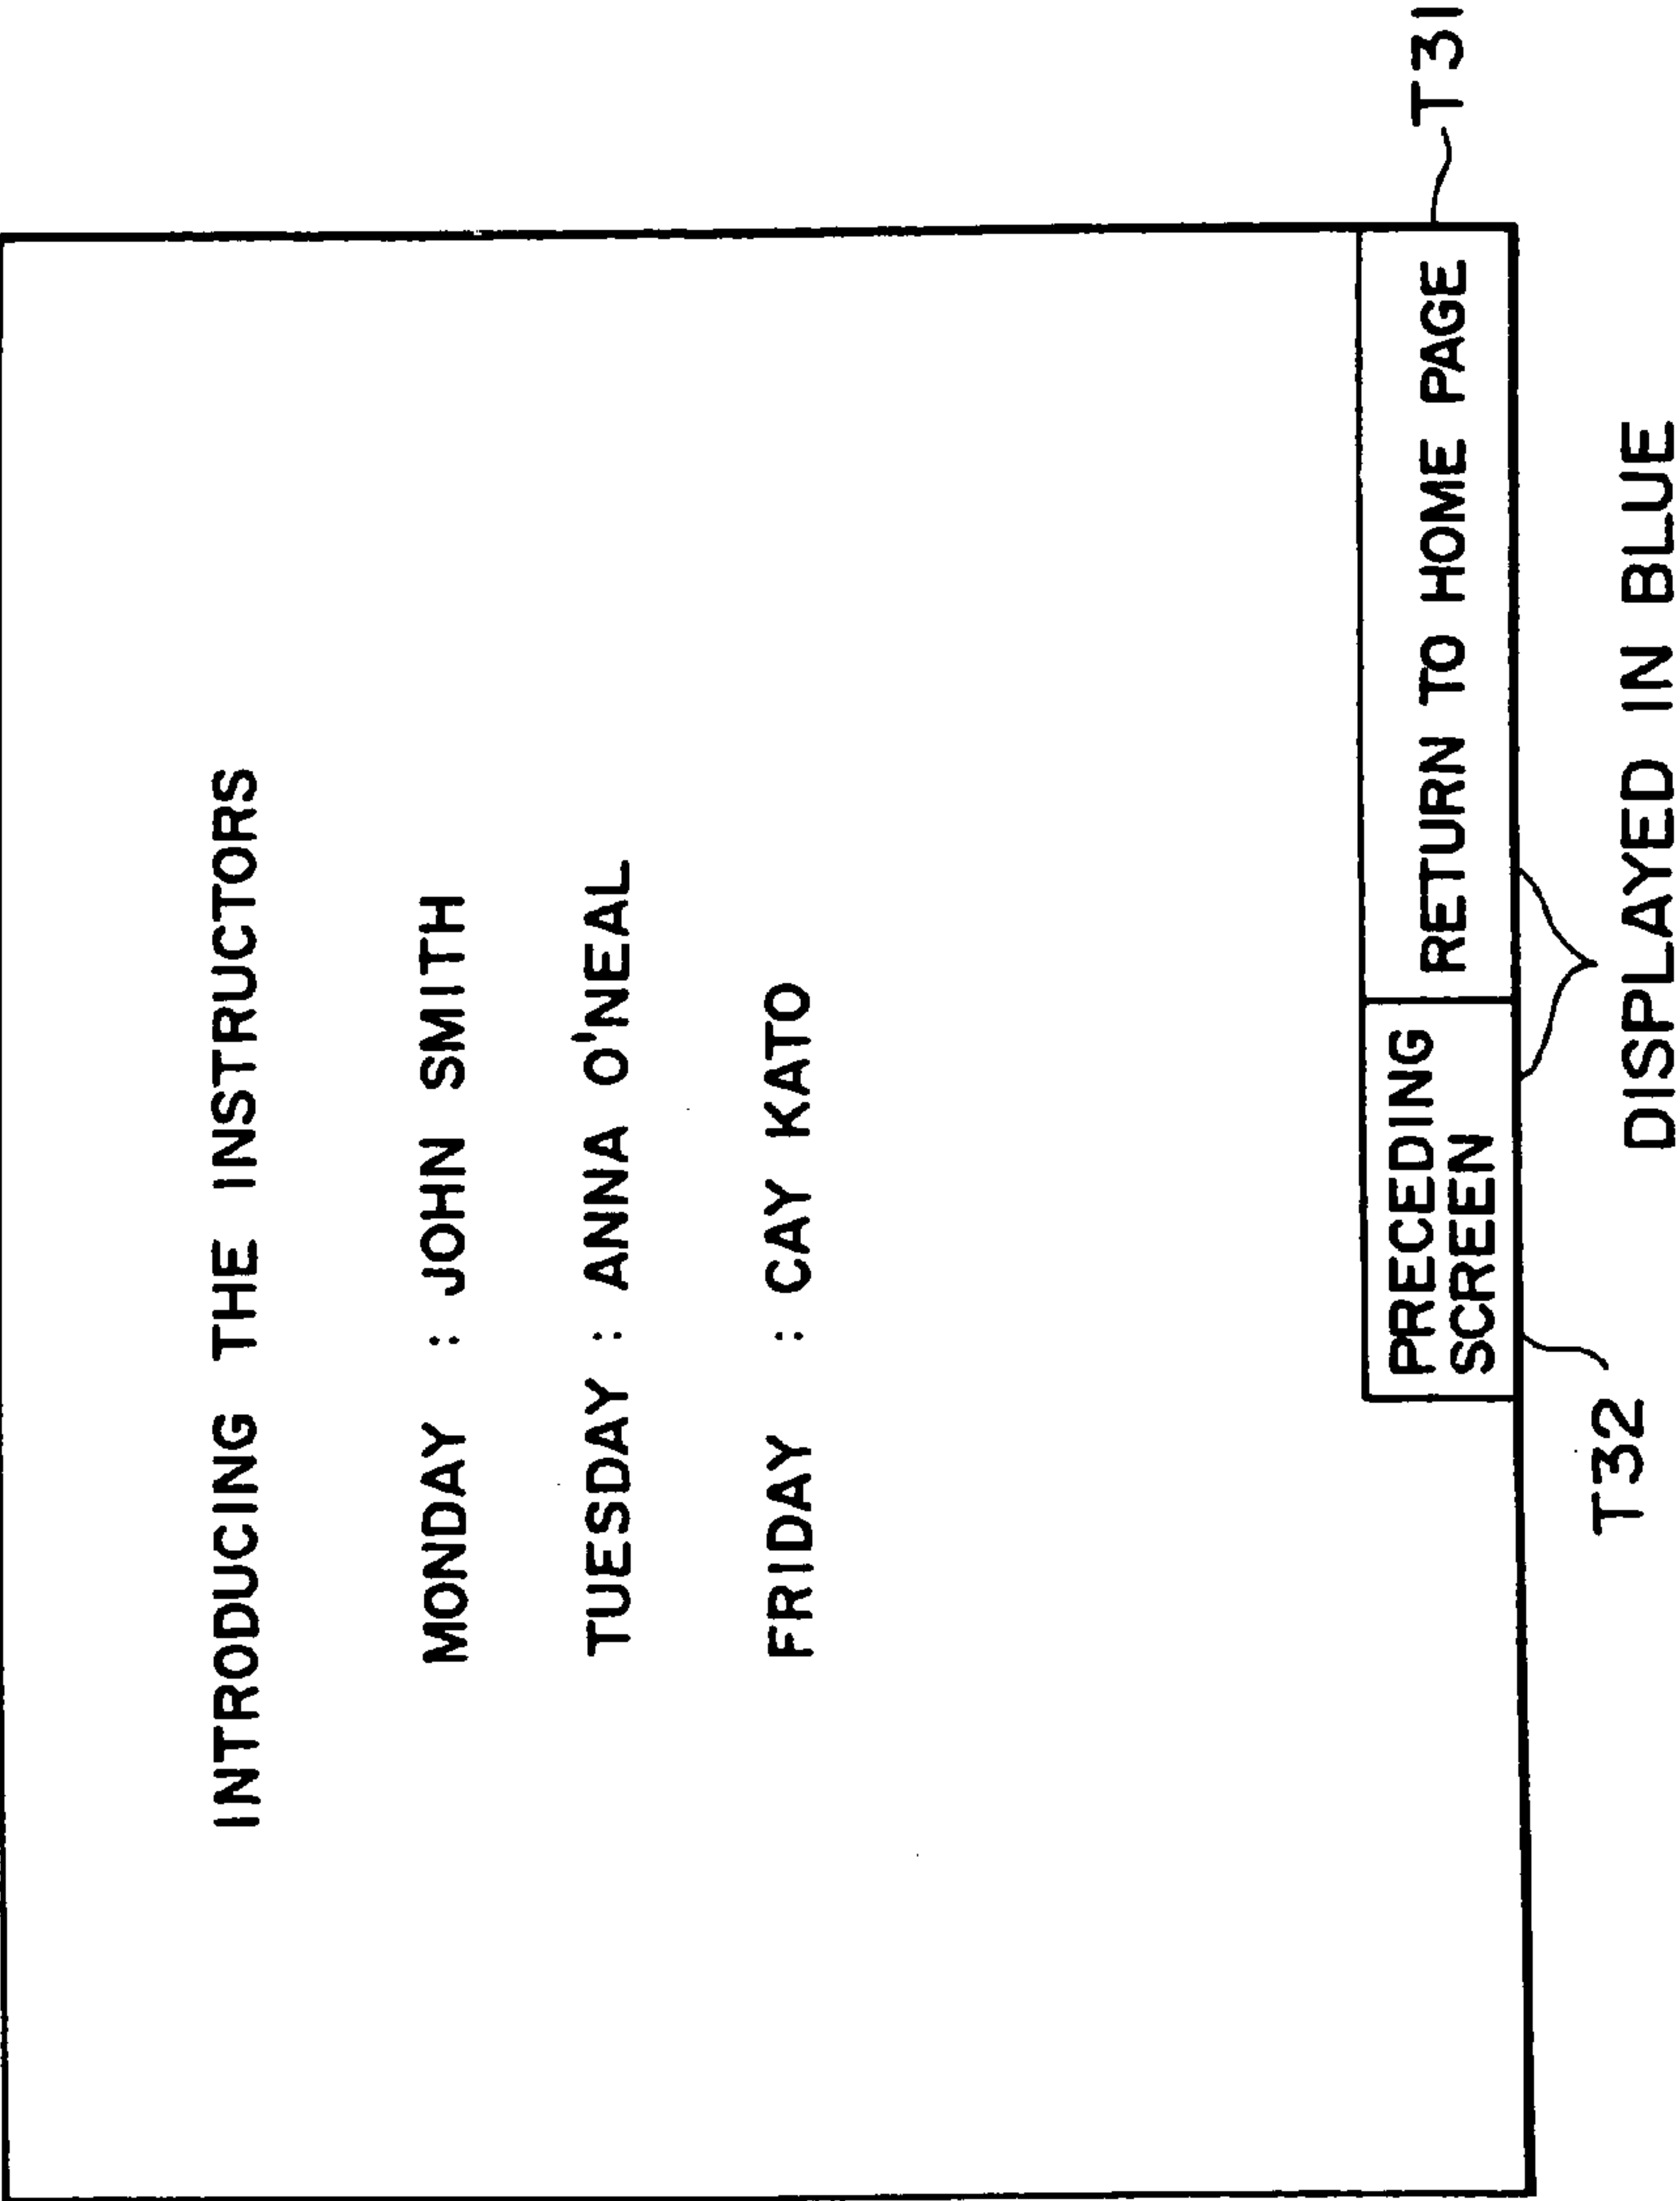 INTRODUCING THE INSTRUCTORS
MONDAY : JOHN SMITH
TUESDAY : ANNA O'NEAL
FRIDAY : CAY KATO
PRECEDING
SCREEN
RETURN TO HOME PAGE
T31
T32
DISPLAYED IN BLUE